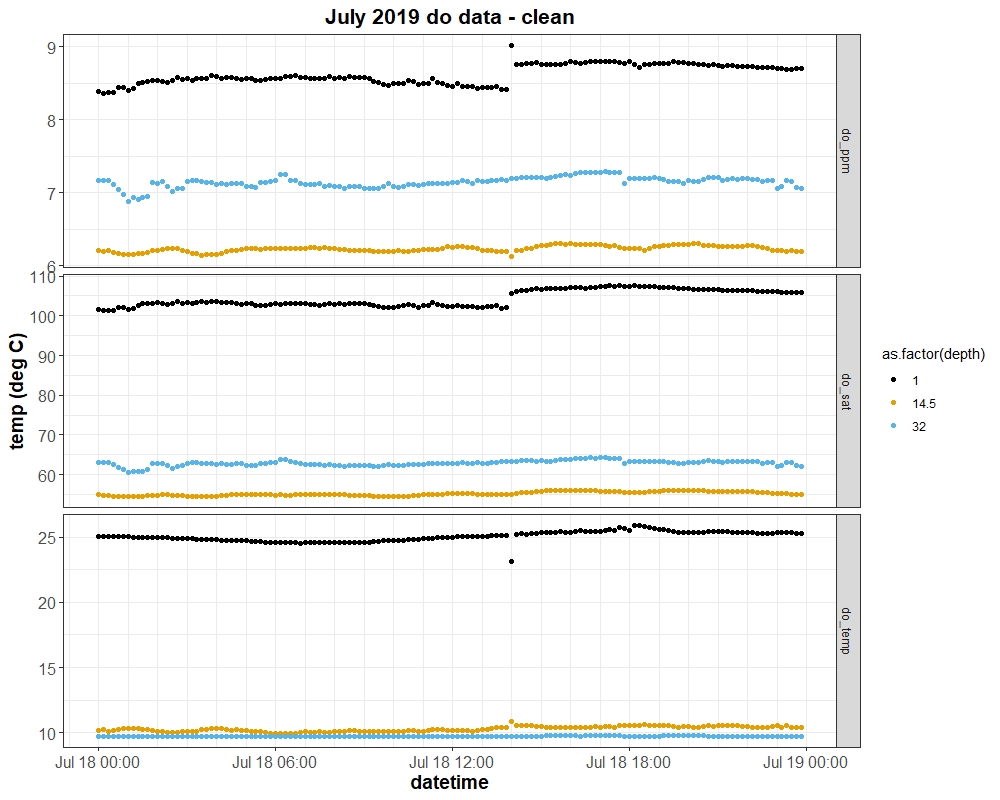 July 2019 do data - clean
9
8
7
6
do_ppm
110
100
90
80
70
60
do_sat
25
20
15
10
do_temp
temp (deg C)
Jul 18 00:00 Jul 18 06:00 Jul 18 12:00 Jul 18 18:00 Jul 19 00:00
datetime
as.factor(depth)
1
14.5
32